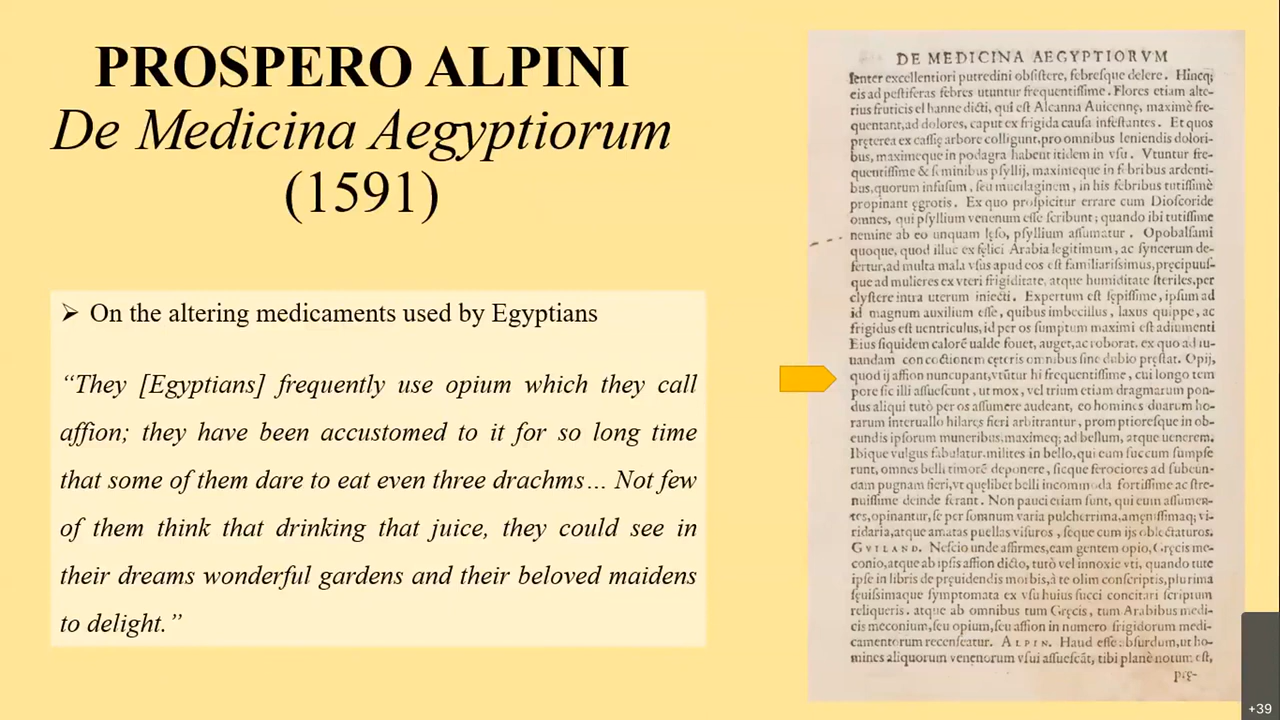 PROSPERO ALPINI
De Medicina Aegyptiorum
(1591)
➢ On the altering medicaments used by Egyptians
“They [Egyptians] frequently use opium which they call
affion; they have been accustomed to it for so long time
that some of them dare to eat even three drachms… Not few
of them think that drinking that juice, they could see in
their dreams wonderful gardens and their beloved maidens
to delight.”
DE MEDICINA AEGYPTIORVM
ſenter excellentiori putredini obſiſtere, febreſque delere. Hincq;
eis ad peſtiferas febres utuntur frequentiſſime. Flores etiam alte-
rius fruticis el hanne dicti, qui eſt Alcanna Auicennę, maximè fre-
quentant, ad dolores, caput ex frigida cauſa infeſtantes. Et quos
pręterea ex caſſię arbore colligunt, pro omnibus leniendis dolori-
bus, maximeque in podagra habent itidem in vſu. Vtuntur fre-
quentiſſime & ſeminibus pſyllij, maximeque in febribus ardenti-
bus, quorum infuſum, ſeu mucilaginem, in his febribus tutiſſimè
propinant ęgrotis. Ex quo proſpicitur errare cum Dioſcoride
omnes, qui pſyllium venenum eſſe ſcribunt; quando ibi tutiſſime
nemine ab eo unquam lęſo, pſyllium aſſumatur. Opobalſami
quoque, quod illuc ex fęlici Arabia legitimum, ac ſyncerum de-
fertur, ad multa mala vſus apud eos eſt familiariſſimus, pręcipuuſ-
que ad mulieres ex vteri frigiditate, atque humiditate ſteriles, per
clyſtere intra uterum iniecti. Expertum eſt ſępiſſime, ipſum ad
id magnum auxilium eſſe, quibus imbecillus, laxus quippe, ac
frigidus eſt uentriculus, id per os ſumptum maximi eſt adiumenti
Eius ſiquidem calorē ualde fouet, auget, ac roborat. ex quo ad iu-
uandam concoctionem cęteris omnibus ſine dubio pręſtat. Opij,
quod ij affion nuncupant, vtūtur hi frequentiſſime, cui longo tem
pore ſic illi aſſueſcunt, ut mox, vel trium etiam dragmarum pon-
dus aliqui tutò per os aſſumere audeant, eo homines duarum ho-
rarum interuallo hilares fieri arbitrantur, promptioreſque in ob-
eundis ipſorum muneribus. maximeq; ad bellum, atque uenerem.
Ibique vulgus fabulatur. milites in bello, qui eum ſuccum ſumpſe
runt, omnes belli timorē deponere, ſicque ferociores ad ſubeun-
dam pugnam fieri, vt quęlibet belli incommoda fortiſſime ac ſtre-
nuiſſime deinde ferant. Non pauci etiam ſunt, qui cum aſſumen-
tes, opinantur, ſe per ſomnum varia pulcherrima, amęniſſimaq; vi-
ridaria, atque amatas puellas viſuros, ſeque cum ijs oblectaturos.
GVILAND. Neſcio unde affirmes, eam gentem opio, Gręcis me-
conio, atque ab ipſis affion dicto, tutò vel innoxie vti, quando tute
ipſe in libris de pręuidendis morbis, à te olim conſcriptis, plurima
ſęuiſſimaque ſymptomata ex vſu huius ſucci concitari ſcriptum
reliqueris. atque ab omnibus tum Gręcis, tum Arabibus medi-
cis meconium, ſeu opium, ſeu affion in numero frigidorum medi-
camentorum recenſeatur. ALPIN. Haud eſſe bſurdum, ut ho-
mines aliquorum venenorum vſui aſſueſcāt, tibi planè notum eſt,
+39